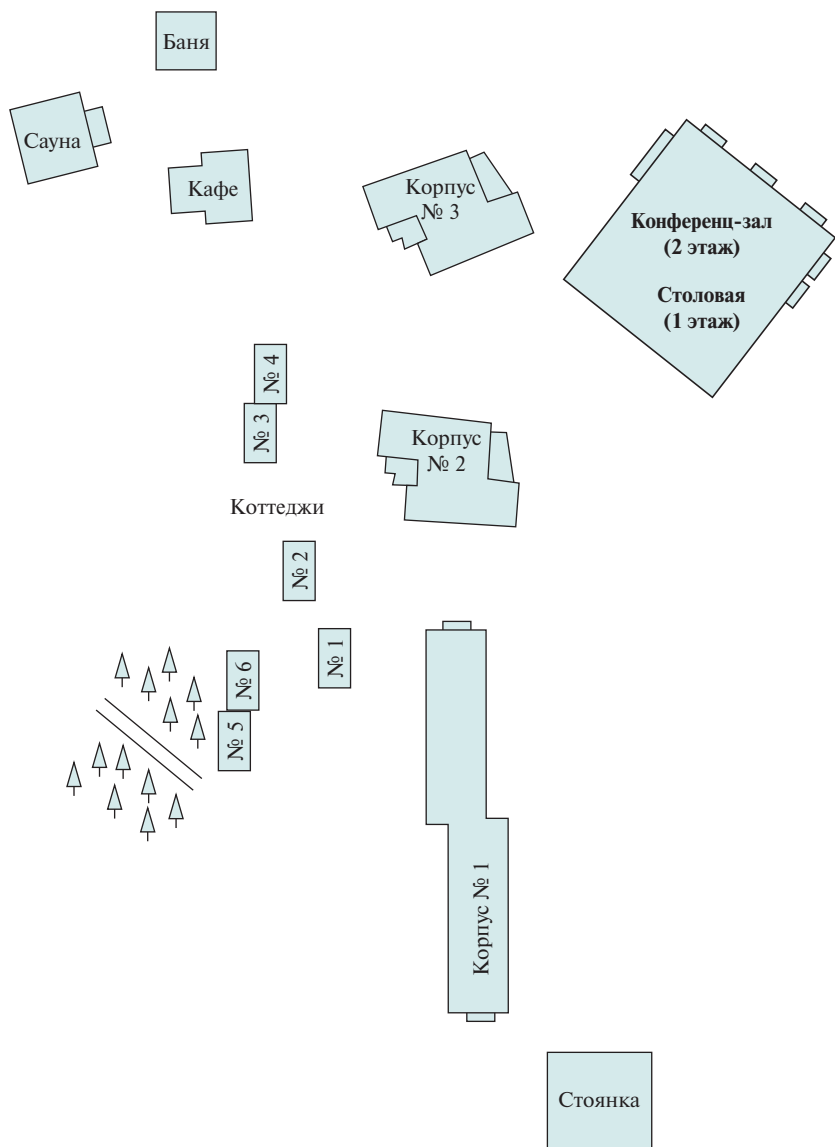 Баня
Сауна
Кафе
Корпус
№ 3
Конференц-зал
(2 этаж)
Столовая
(1 этаж)
№ 4
№ 3
Корпус
№ 2
Коттеджи
№ 2
№ 1
№ 6
№ 5
Корпус № 1
Стоянка